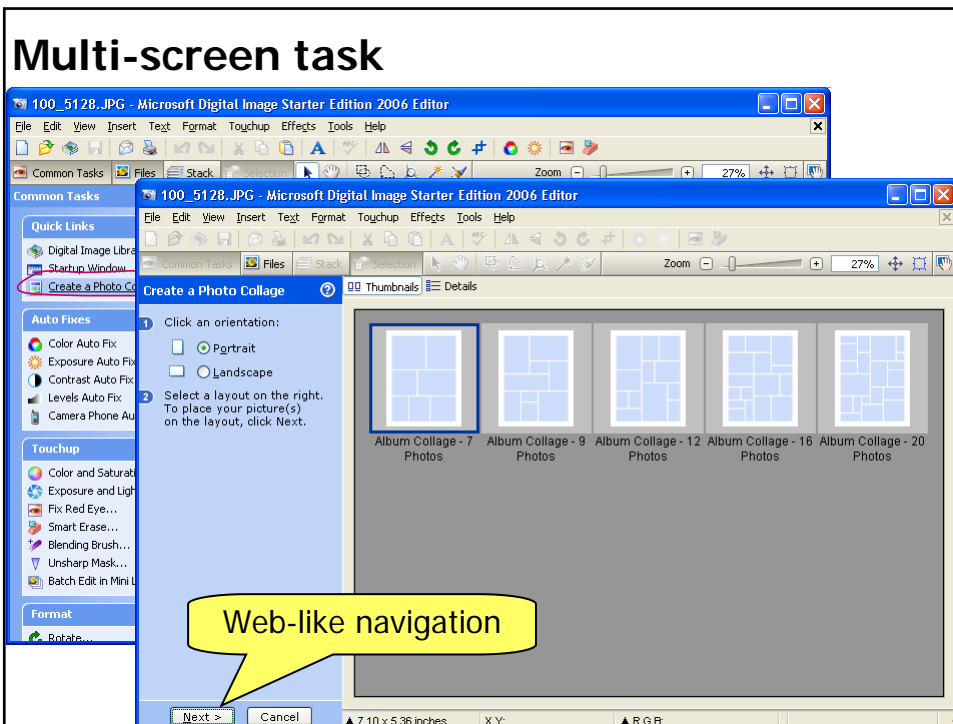 Multi-screen task
100_5128.JPG - Microsoft Digital Image Starter Edition 2006 Editor
File Edit View Insert Text Format Touchup Effects Tools Help
Common Tasks Files Stack Selection Zoom 27%
Common Tasks
Quick Links
Digital Image Libra
Startup Window
Create a Photo Co
Auto Fixes
Color Auto Fix
Exposure Auto Fix
Contrast Auto Fix
Levels Auto Fix
Camera Phone Au
Touchup
Color and Saturati
Exposure and Ligh
Fix Red Eye...
Smart Erase...
Blending Brush...
Unsharp Mask...
Batch Edit in Mini L
Format
Rotate...
100_5128.JPG - Microsoft Digital Image Starter Edition 2006 Editor
File Edit View Insert Text Format Touchup Effects Tools Help
Common Tasks Files Stack Selection Zoom 27%
Create a Photo Collage
Thumbnails Details
1 Click an orientation:
Portrait
Landscape
2 Select a layout on the right.
To place your picture(s)
on the layout, click Next.
Album Collage - 7 Photos
Album Collage - 9 Photos
Album Collage - 12 Photos
Album Collage - 16 Photos
Album Collage - 20 Photos
Web-like navigation
Next > Cancel
7.10 x 5.36 inches X Y: R G B: